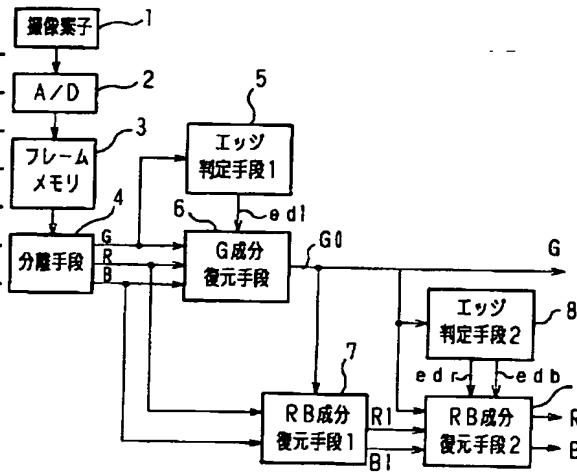 撮像素子
1
A/D
2
フレーム
メモリ
3
分離手段
4
G
R
B
エッジ
判定手段1
5
ed1
G成分
復元手段
6
G0
G
エッジ
判定手段2
8
edr
edb
RB成分
復元手段1
7
R1
B1
RB成分
復元手段2
R
B